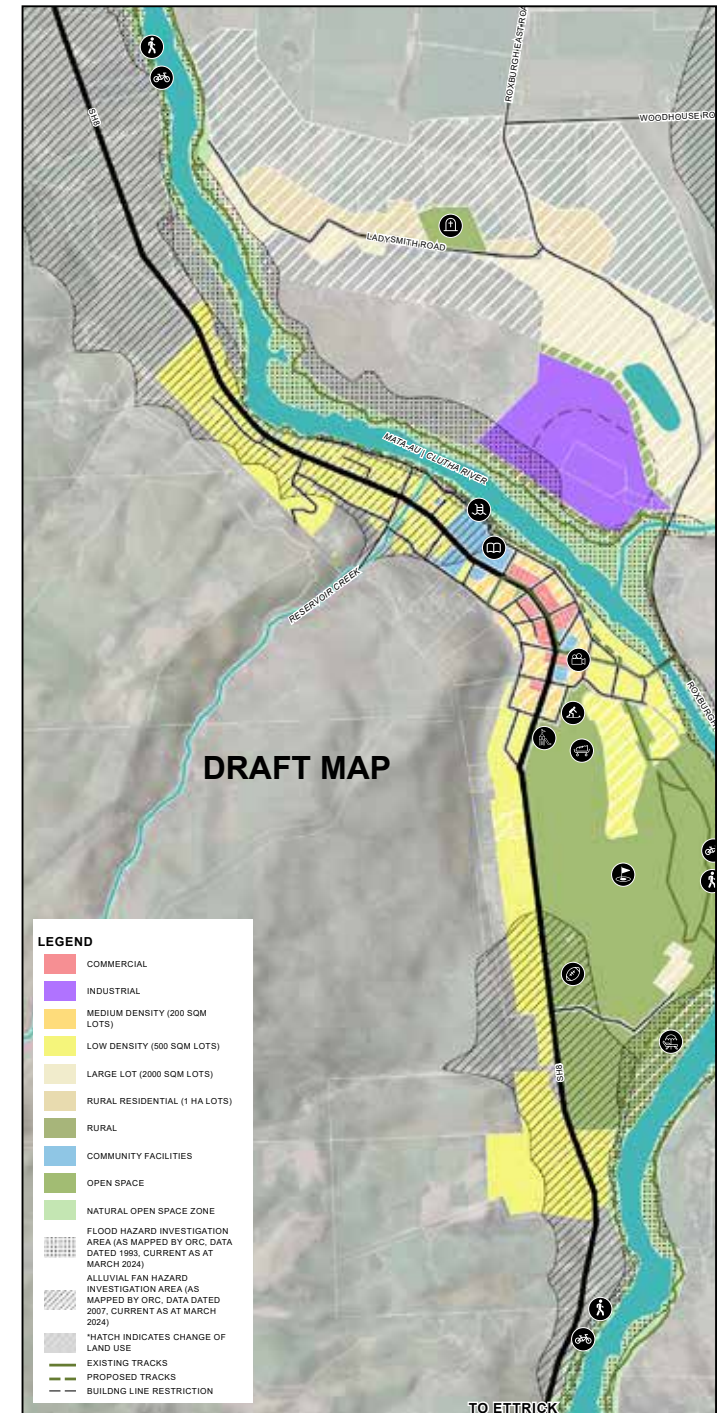 ROXBURGH EAST ROA
SH8
WOODHOUSE RO
LADYSMITH ROAD
MATA-AU | CLUTHA RIVER
RESERVOIR CREEK
ROXBURGH
DRAFT MAP
LEGEND
COMMERCIAL
INDUSTRIAL
MEDIUM DENSITY (200 SQM
LOTS)
LOW DENSITY (500 SQM LOTS)
LARGE LOT (2000 SQM LOTS)
RURAL RESIDENTIAL (1 HA LOTS)
RURAL
COMMUNITY FACILITIES
OPEN SPACE
NATURAL OPEN SPACE ZONE
FLOOD HAZARD INVESTIGATION
AREA (AS MAPPED BY ORC, DATA
DATED 1993, CURRENT AS AT
MARCH 2024)
ALLUVIAL FAN HAZARD
INVESTIGATION AREA (AS
MAPPED BY ORC, DATA DATED
2007, CURRENT AS AT MARCH
2024)
*HATCH INDICATES CHANGE OF
LAND USE
EXISTING TRACKS
PROPOSED TRACKS
BUILDNG LINE RESTRICTION
SH8
TO ETTRICK